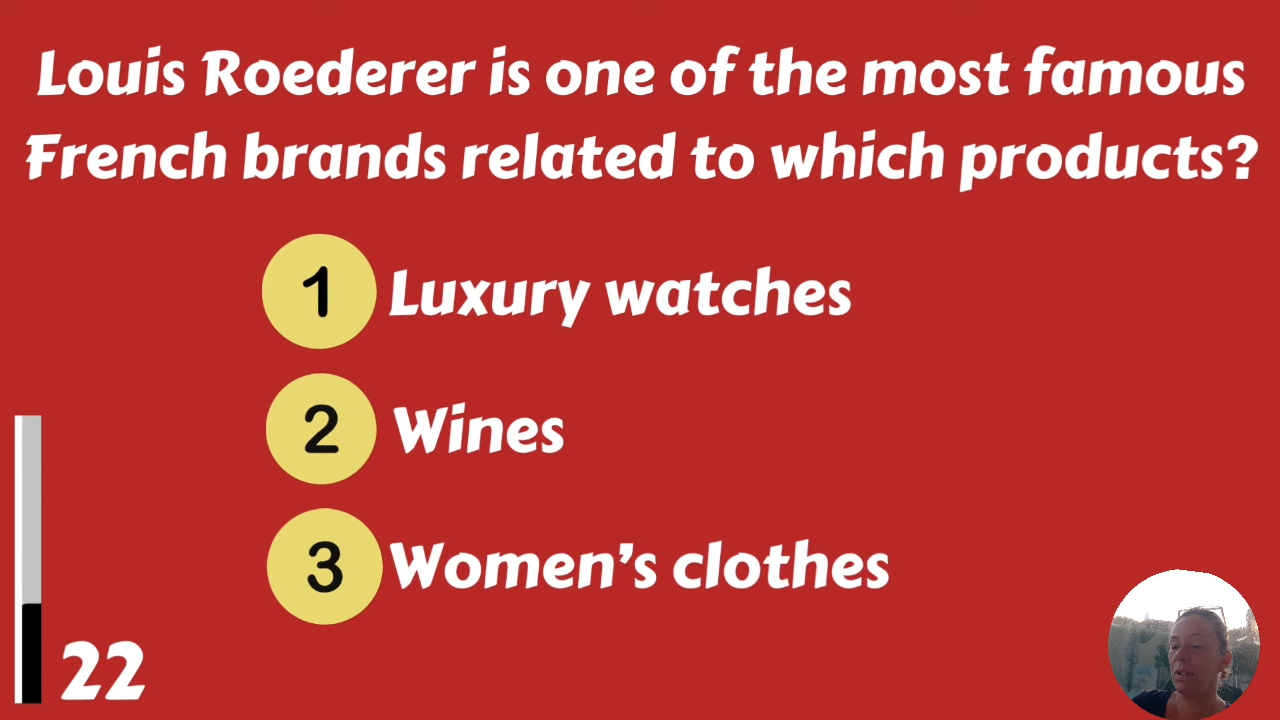 Louis Roederer is one of the most famous
French brands related to which products?
1 Luxury watches
2 Wines
3 Women's clothes
22